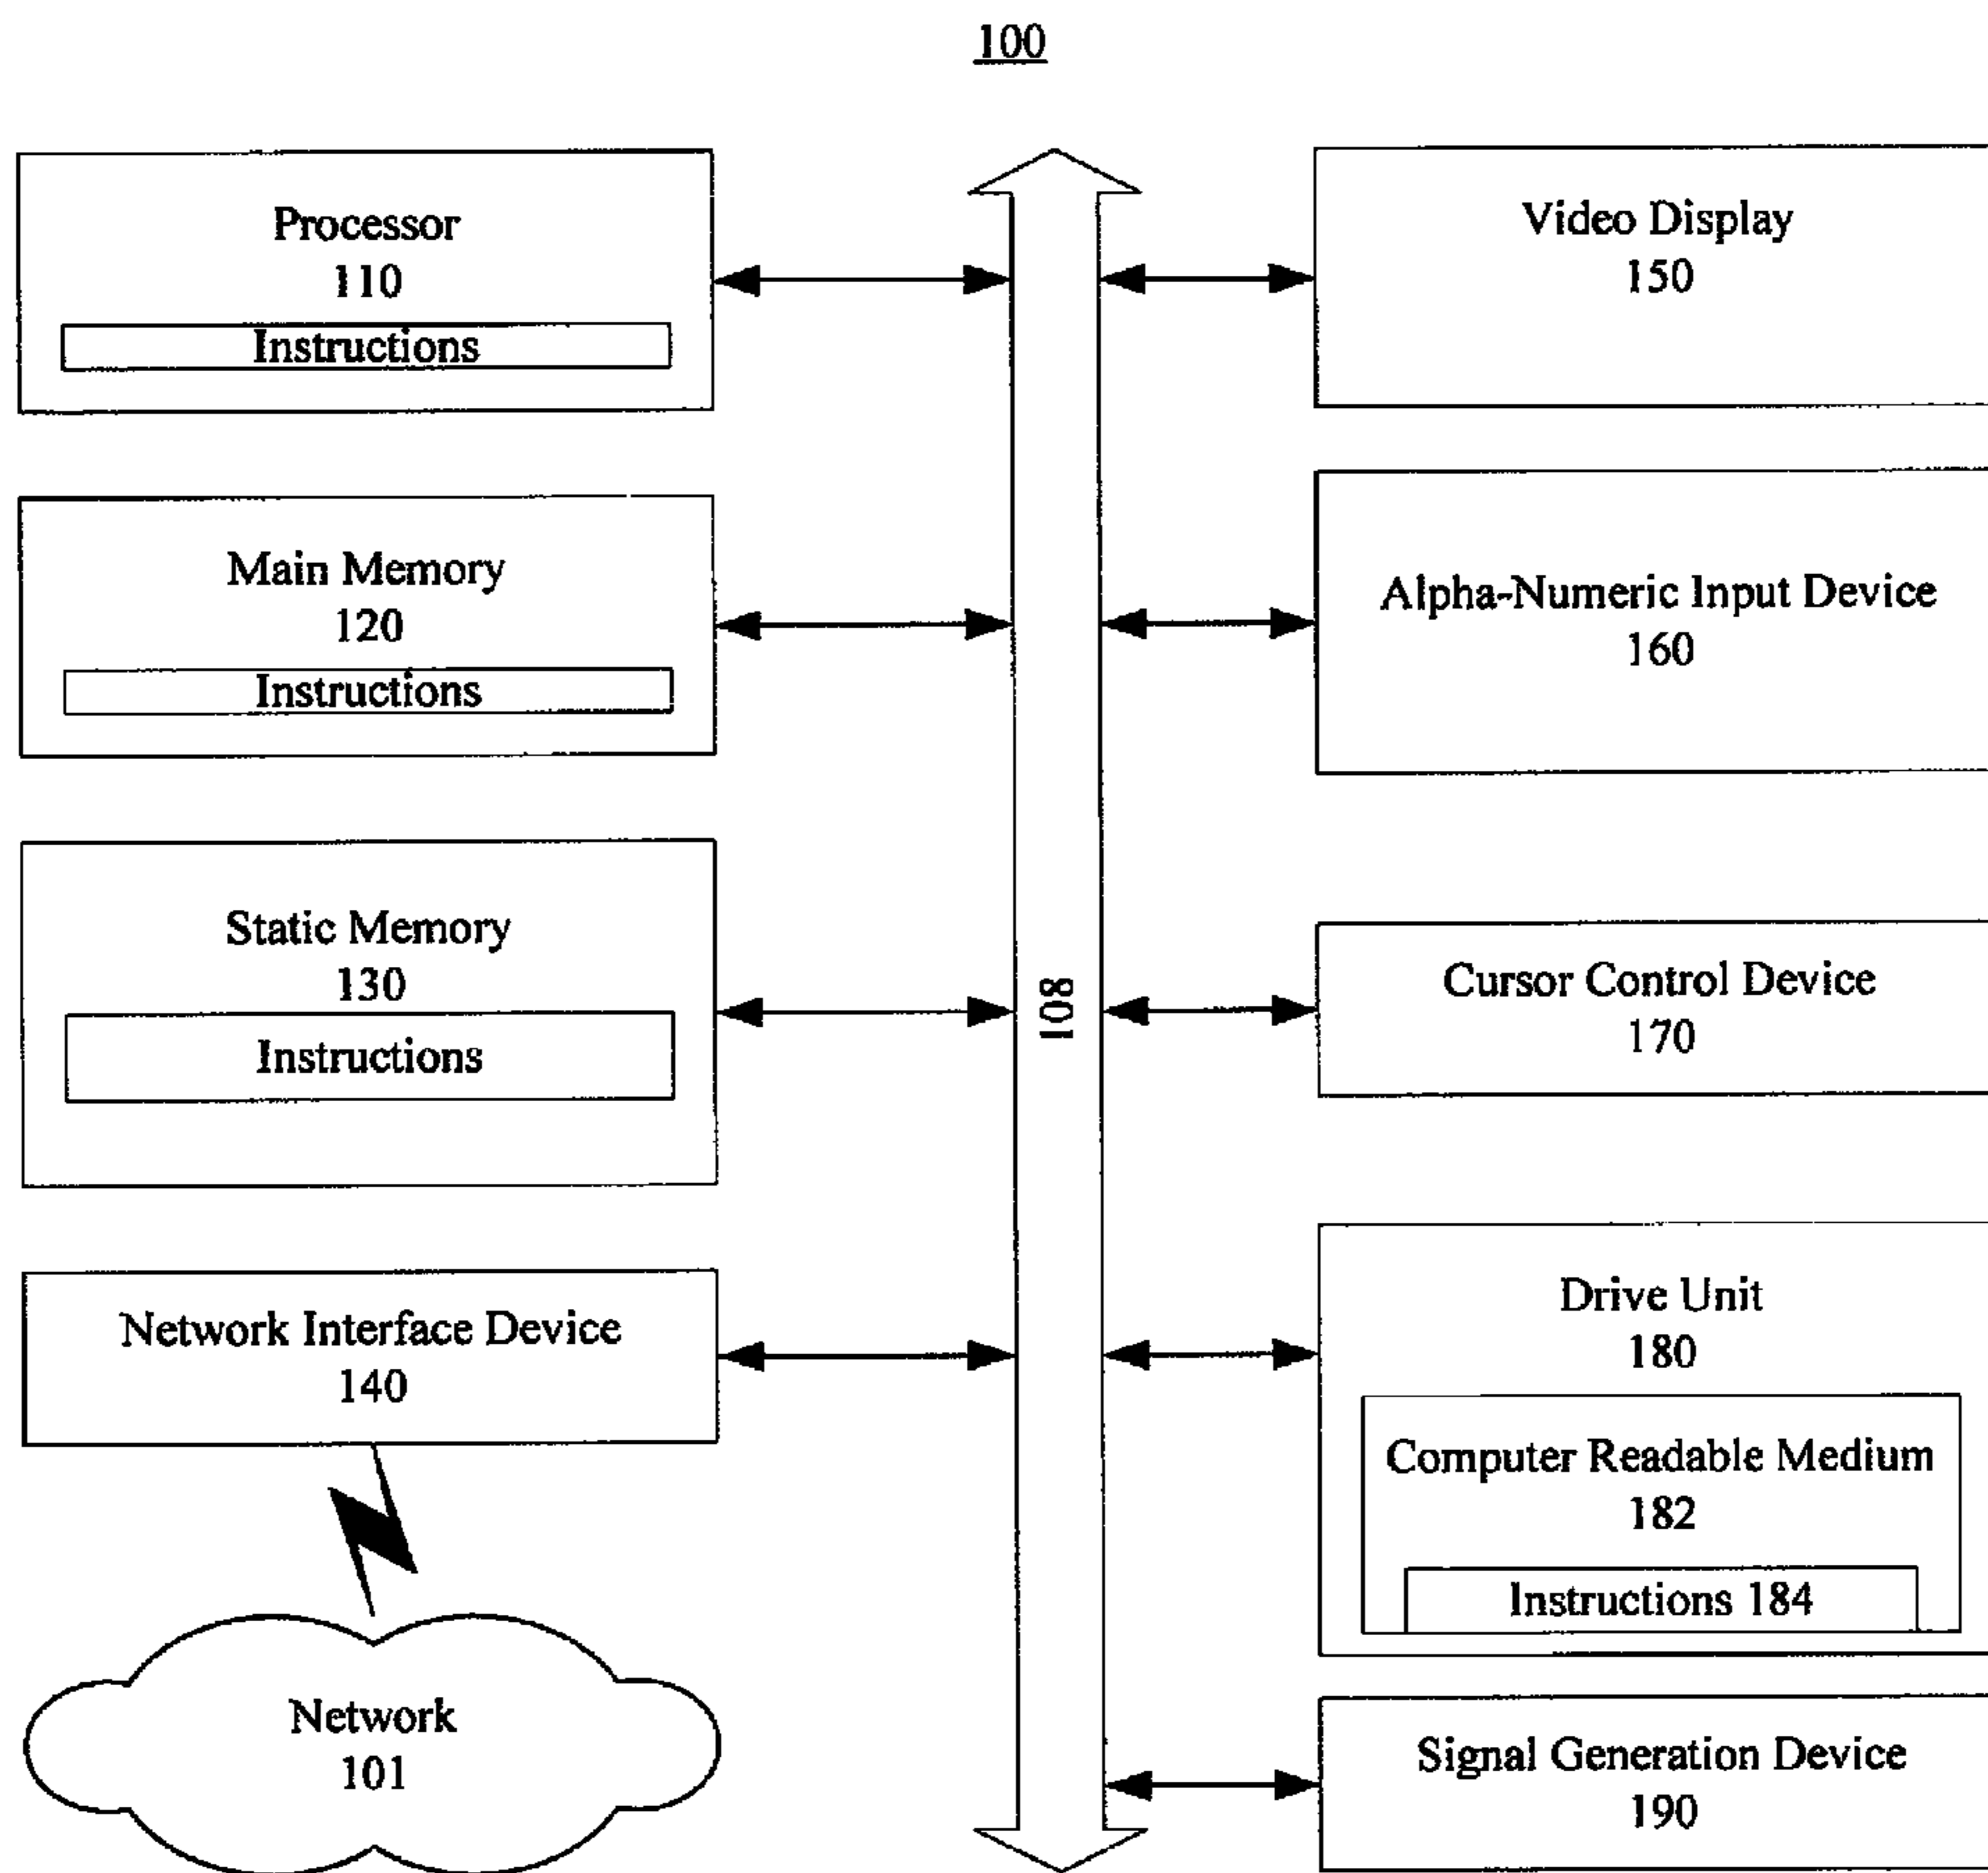 100
Processor
110
Instructions
Main Memory
120
Instructions
Static Memory
130
Instructions
Network Interface Device
140
Network
101
108
Video Display
150
Alpha-Numeric Input Device
160
Cursor Control Device
170
Drive Unit
180
Computer Readable Medium
182
Instructions 184
Signal Generation Device
190